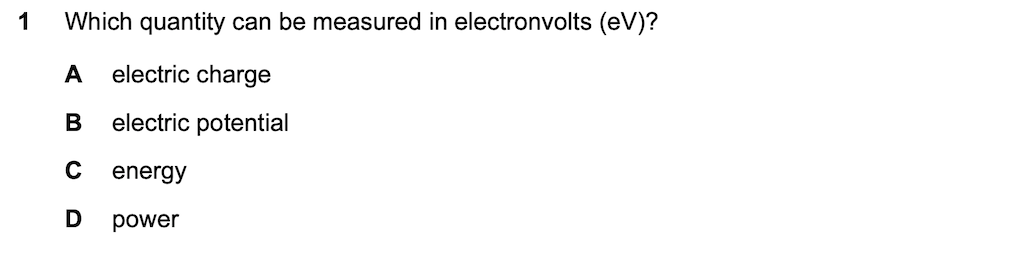 1 Which quantity can be measured in electronvolts (eV)?
A electric charge
B electric potential
C energy
D power